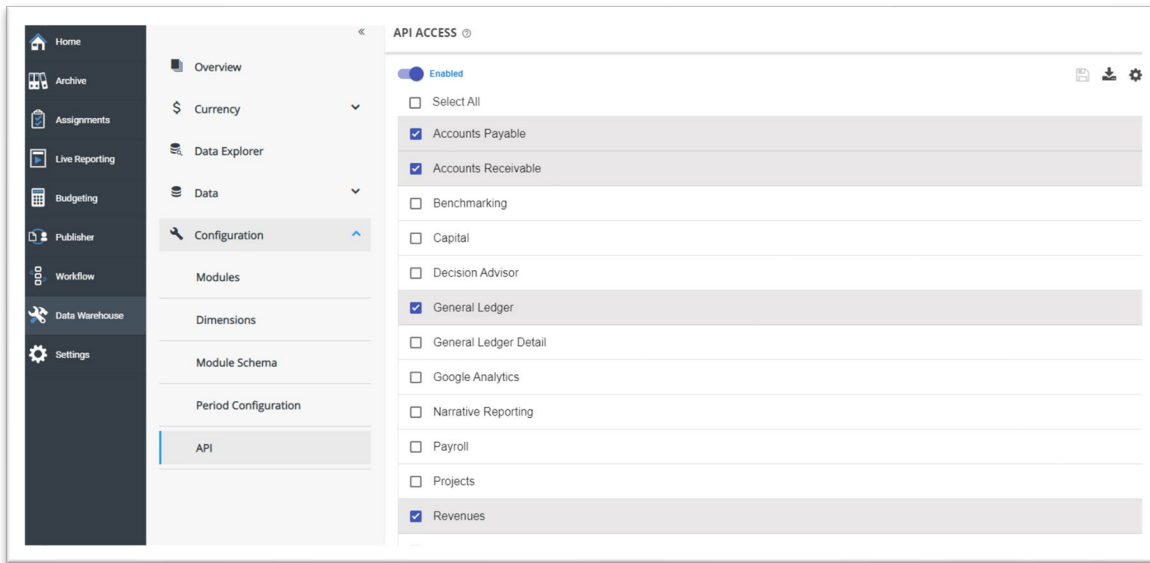 Home
Archive
Assignments
Live Reporting
Budgeting
Publisher
Workflow
Data Warehouse
Settings
Overview
Currency
Data Explorer
Data
Configuration
Modules
Dimensions
Module Schema
Period Configuration
API
API ACCESS
Enabled
Select All
Accounts Payable
Accounts Receivable
Benchmarking
Capital
Decision Advisor
General Ledger
General Ledger Detail
Google Analytics
Narrative Reporting
Payroll
Projects
Revenues